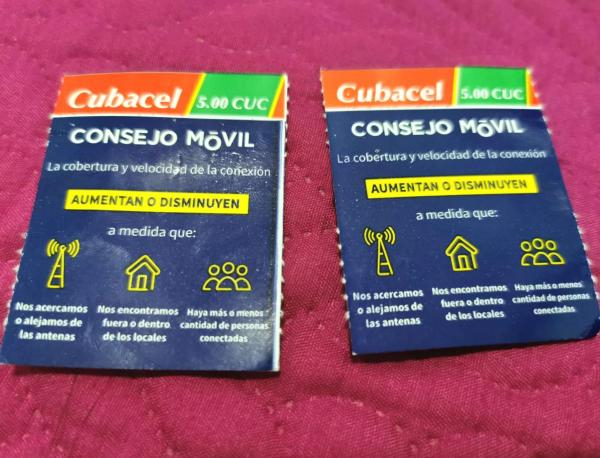 Cubacel 5.00 CUC
CONSEJO MōVIL
La cobertura y velocidad de la conexión
AUMENTAN O DISMINUYEN
a medida que:
Nos acercamos
o alejamos de
las antenas
Nos encontramos
fuera o dentro
de los locales
Haya más o menos
cantidad de personas
conectadas
Cubacel 5.00 CUC
CONSEJO MōVIL
La cobertura y velocidad de la conexión
AUMENTAN O DISMINUYEN
a medida que:
Nos acercamos
o alejamos de
las antenas
Nos encontramos
fuera o dentro
de los locales
Haya más o menos
cantidad de personas
conectadas